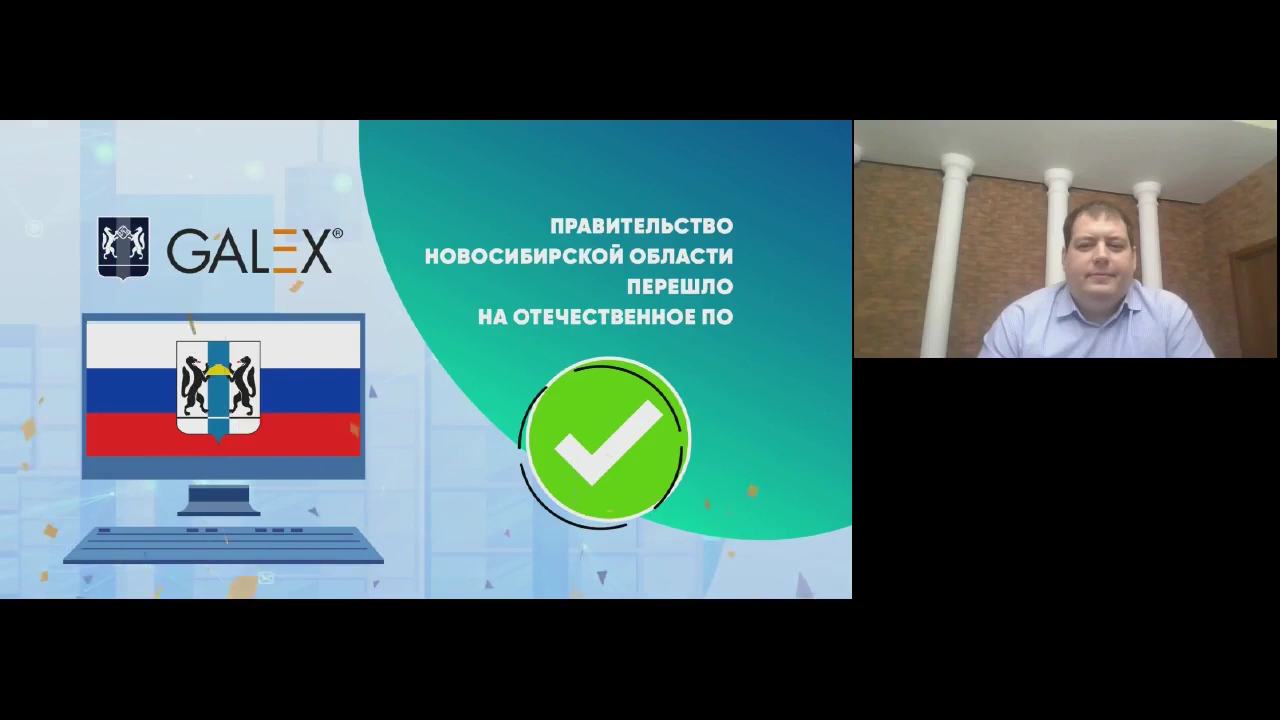 GALEX®
ПРАВИТЕЛЬСТВО
НОВОСИБИРСКОЙ ОБЛАСТИ
ПЕРЕШЛО
НА ОТЕЧЕСТВЕННОЕ ПО